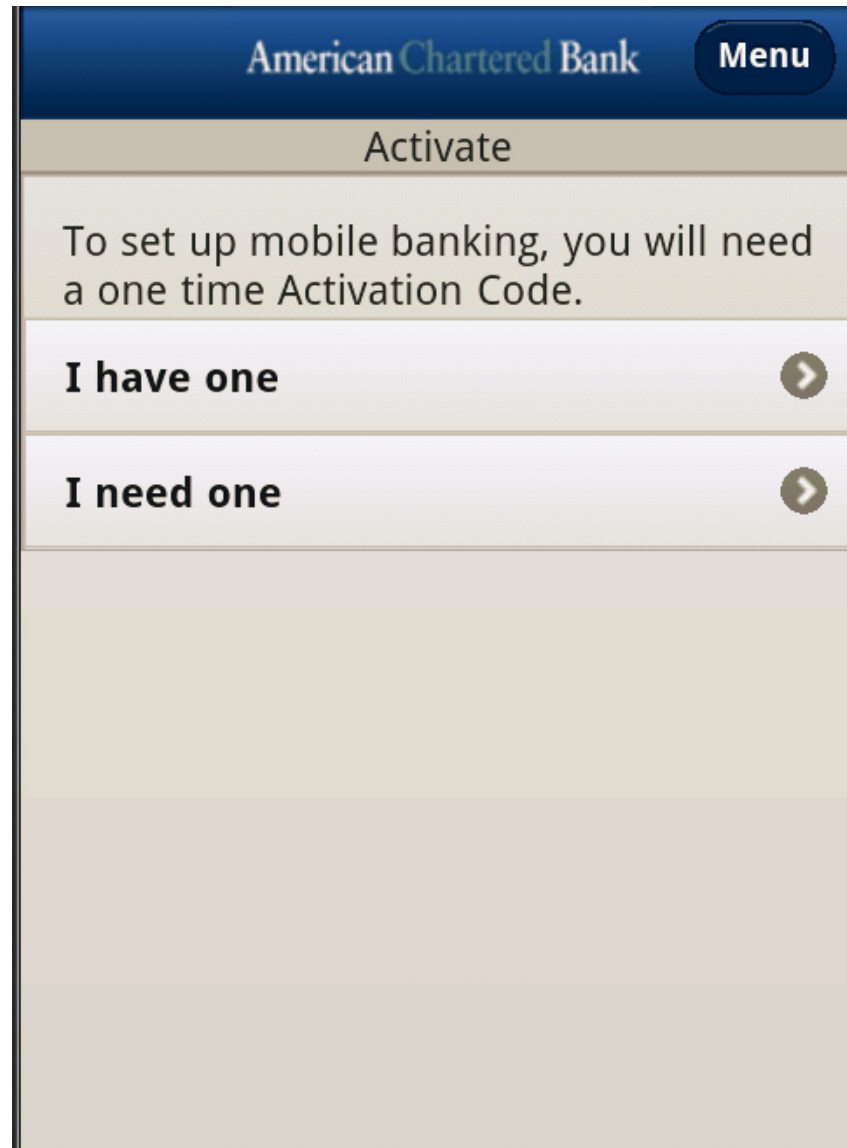 American Chartered Bank
Menu
Activate
To set up mobile banking, you will need
a one time Activation Code.
I have one
I need one